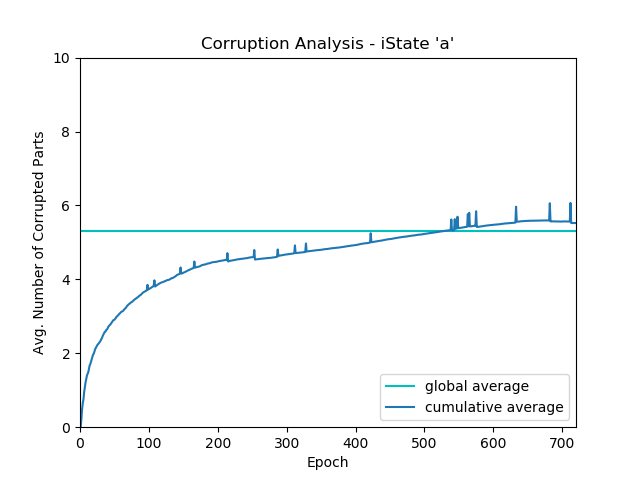 Corruption Analysis - iState 'a'
Avg. Number of Corrupted Parts
10
8
6
4
2
0
0 100 200 300 400 500 600 700
Epoch
global average
cumulative average